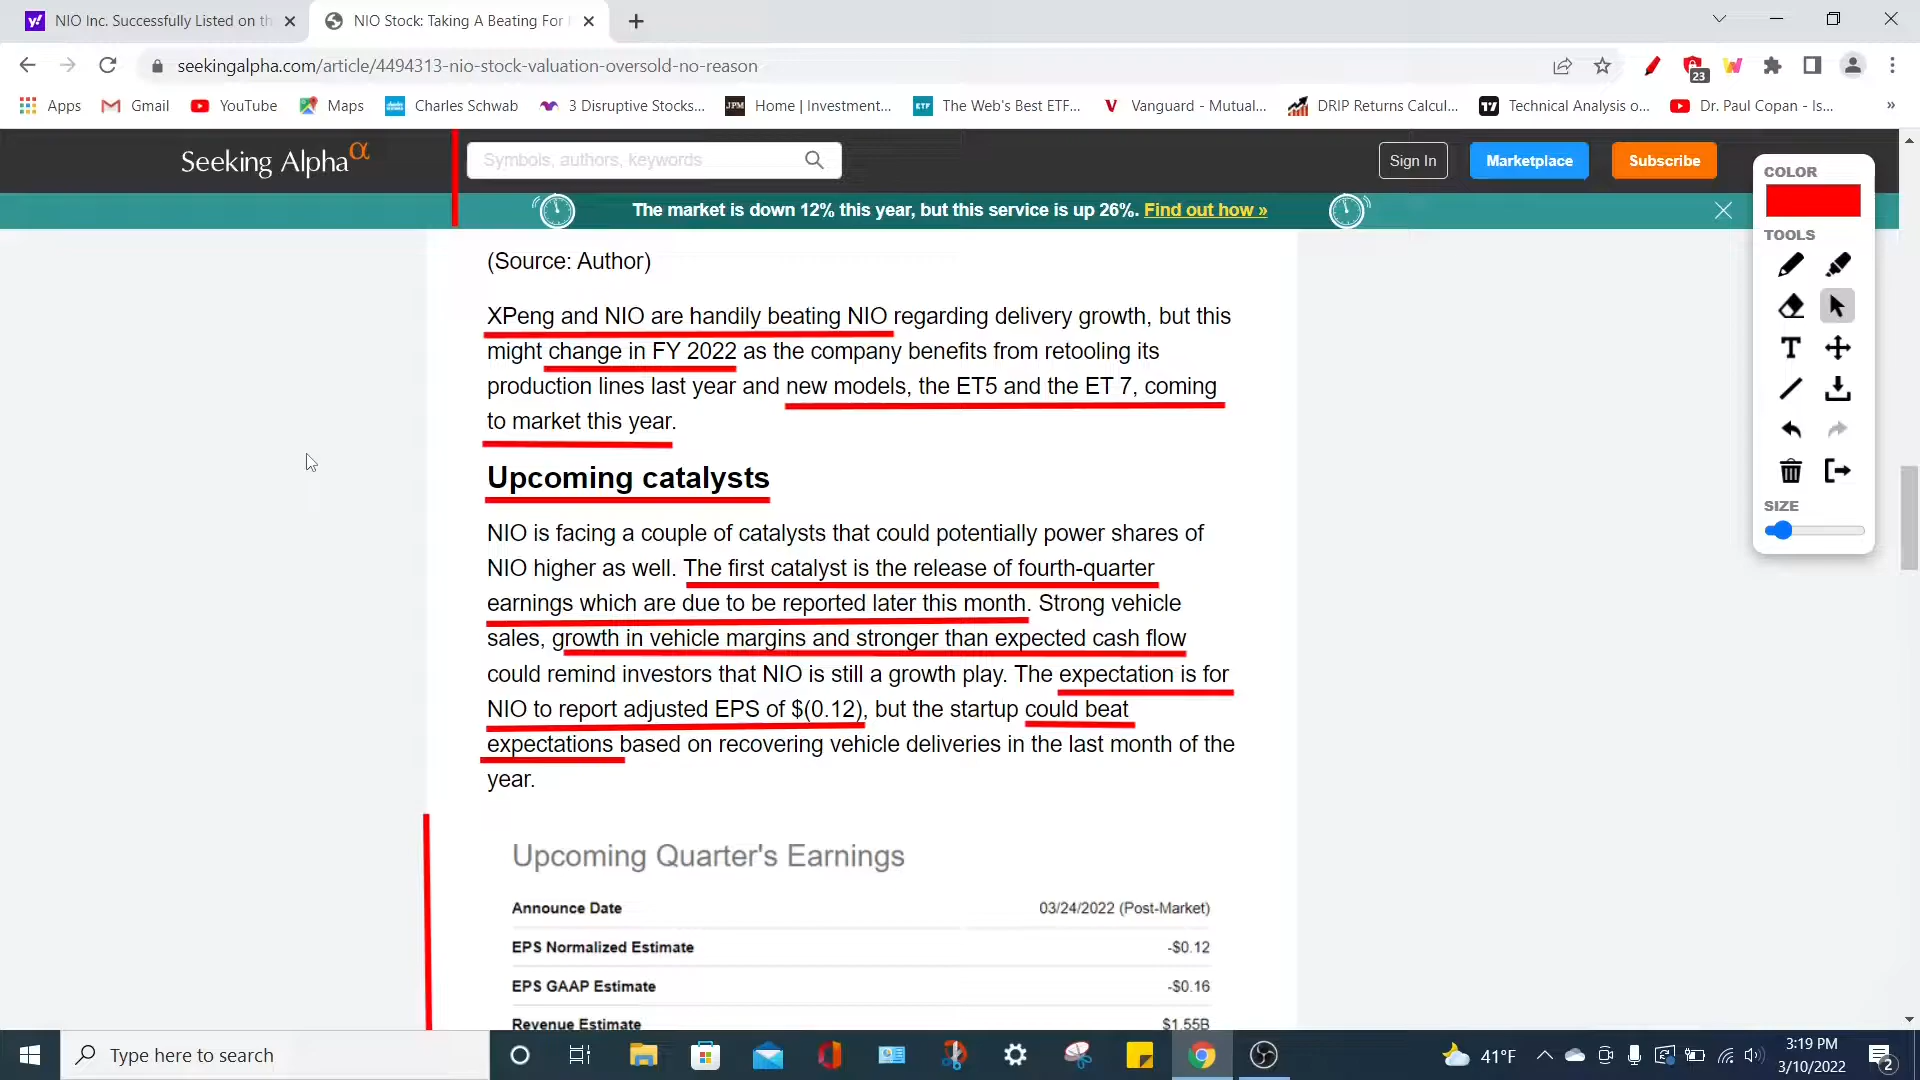 NIO Inc. Successfully Listed on th
NIO Stock: Taking A Beating For
seekingalpha.com/article/4494313-nio-stock-valuation-oversold-no-reason
23
Apps
Gmail
YouTube
Maps
Charles Schwab
3 Disruptive Stocks...
JPM
Home | Investment...
ETF
The Web's Best ETF...
Vanguard - Mutual...
DRIP Returns Calcul...
Technical Analysis o...
Dr. Paul Copan - Is...
»
Seeking Alpha α
Symbols, authors, keywords
Sign In
Marketplace
Subscribe
The market is down 12% this year, but this service is up 26%. Find out how »
COLOR
TOOLS
SIZE
(Source: Author)
XPeng and NIO are handily beating NIO regarding delivery growth, but this
might change in FY 2022 as the company benefits from retooling its
production lines last year and new models, the ET5 and the ET 7, coming
to market this year.
Upcoming catalysts
NIO is facing a couple of catalysts that could potentially power shares of
NIO higher as well. The first catalyst is the release of fourth-quarter
earnings which are due to be reported later this month. Strong vehicle
sales, growth in vehicle margins and stronger than expected cash flow
could remind investors that NIO is still a growth play. The expectation is for
NIO to report adjusted EPS of $(0.12), but the startup could beat
expectations based on recovering vehicle deliveries in the last month of the
year.
Upcoming Quarter's Earnings
Announce Date 03/24/2022 (Post-Market)
EPS Normalized Estimate -$0.12
EPS GAAP Estimate -$0.16
Revenue Estimate $1.55B
Type here to search
41°F
3:19 PM
3/10/2022
2